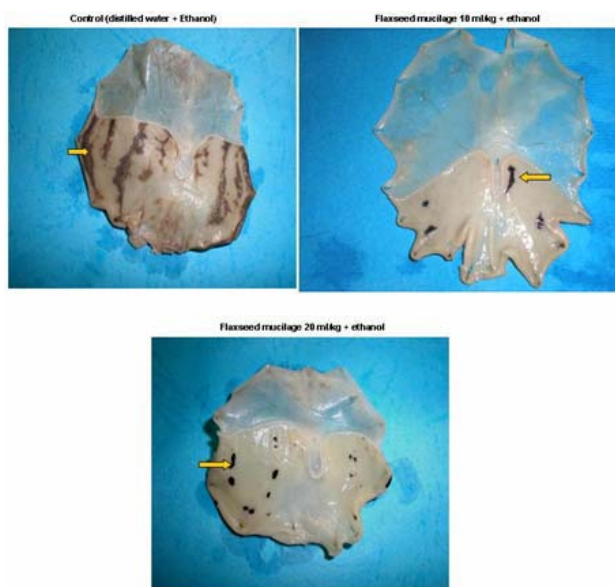 Control (distilled water + Ethanol)
Flaxseed mucilage 10 ml/kg + ethanol
Flaxseed mucilage 20 ml/kg + ethanol